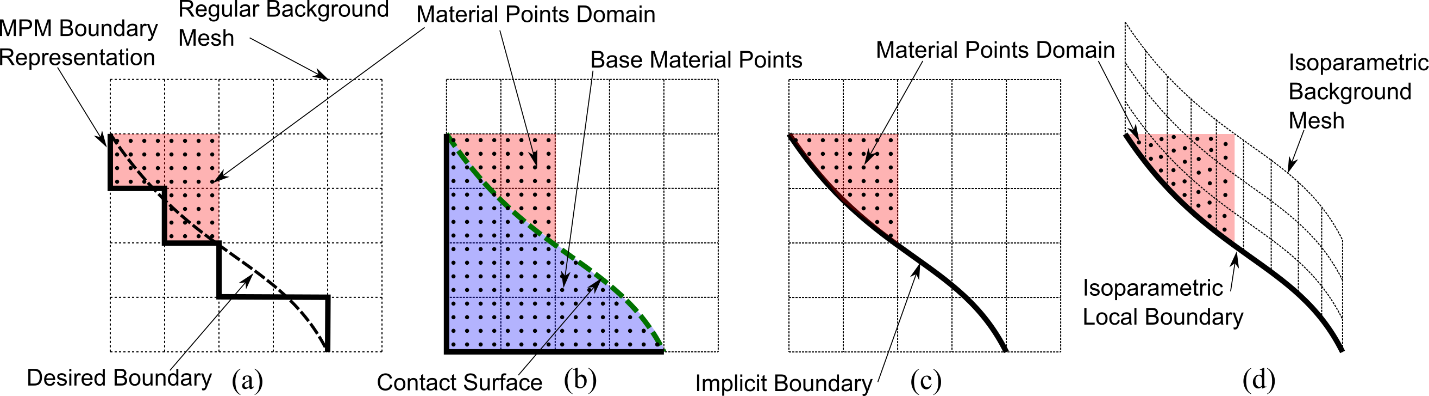 MPM Boundary
Representation
Regular Background
Mesh
Material Points Domain
Base Material Points
Material Points Domain
Isoparametric
Background
Mesh
Isoparametric
Local Boundary
Desired Boundary
(a)
Contact Surface
(b)
Implicit Boundary
(c)
(d)